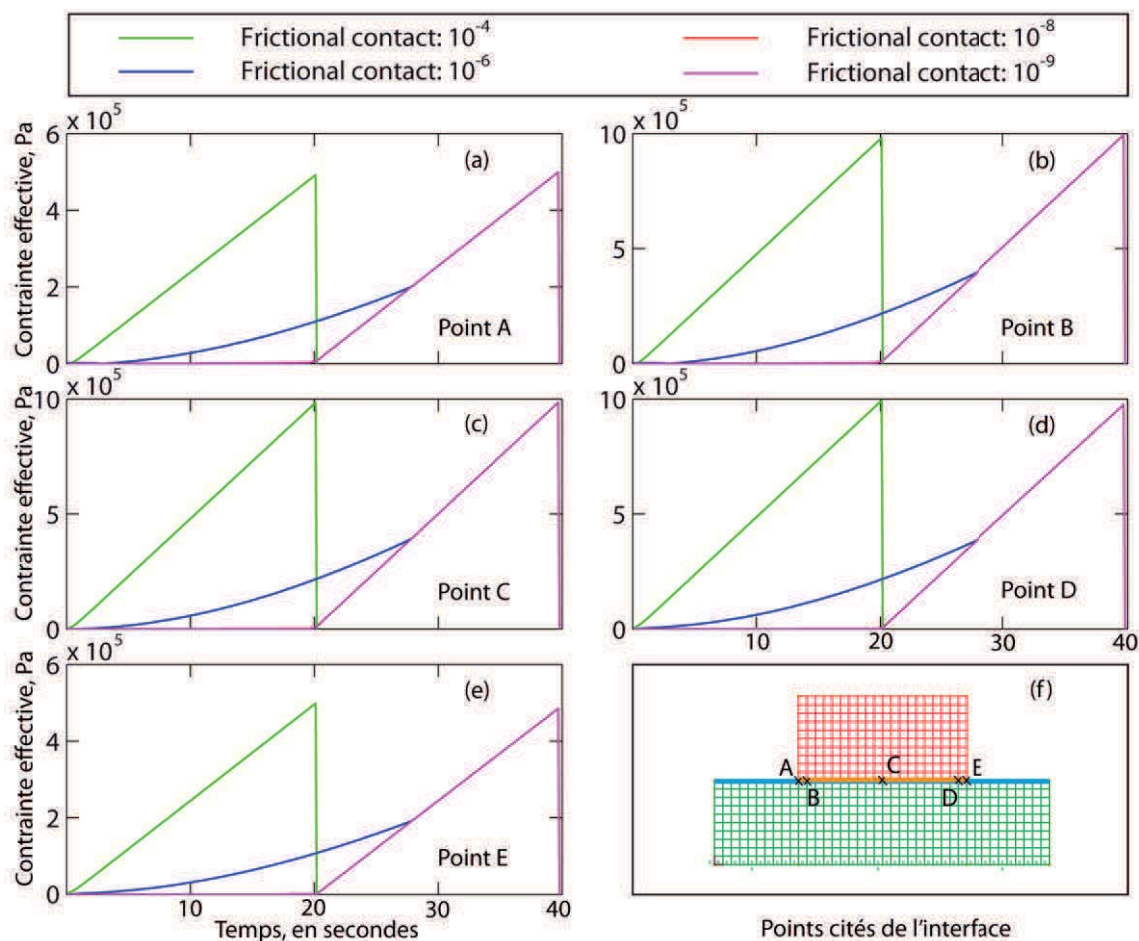 Frictional contact: 10⁻⁴
Frictional contact: 10⁻⁸
Frictional contact: 10⁻⁶
Frictional contact: 10⁻⁹
x 10⁵
Contrainte effective, Pa
6
4
2
0
(a)
Point A
10
5
0
(b)
Point B
x 10⁵
Contrainte effective, Pa
10
5
0
(c)
Point C
x 10⁵
10
5
0
(d)
Point D
10
20
30
40
x 10⁵
Contrainte effective, Pa
6
4
2
0
(e)
Point E
10
20
30
40
Temps, en secondes
(f)
A
B
C
D
E
Points cités de l'interface
x 10⁵